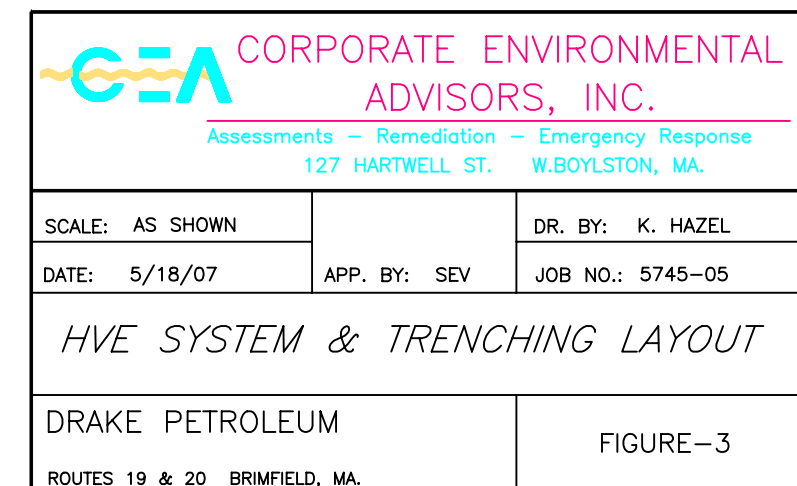 CEA
CORPORATE ENVIRONMENTAL
ADVISORS, INC.
Assessments – Remediation – Emergency Response
127 HARTWELL ST. W.BOYLSTON, MA.
SCALE: AS SHOWN
DR. BY: K. HAZEL
DATE: 5/18/07
APP. BY: SEV
JOB NO.: 5745–05
HVE SYSTEM & TRENCHING LAYOUT
DRAKE PETROLEUM
FIGURE–3
ROUTES 19 & 20 BRIMFIELD, MA.